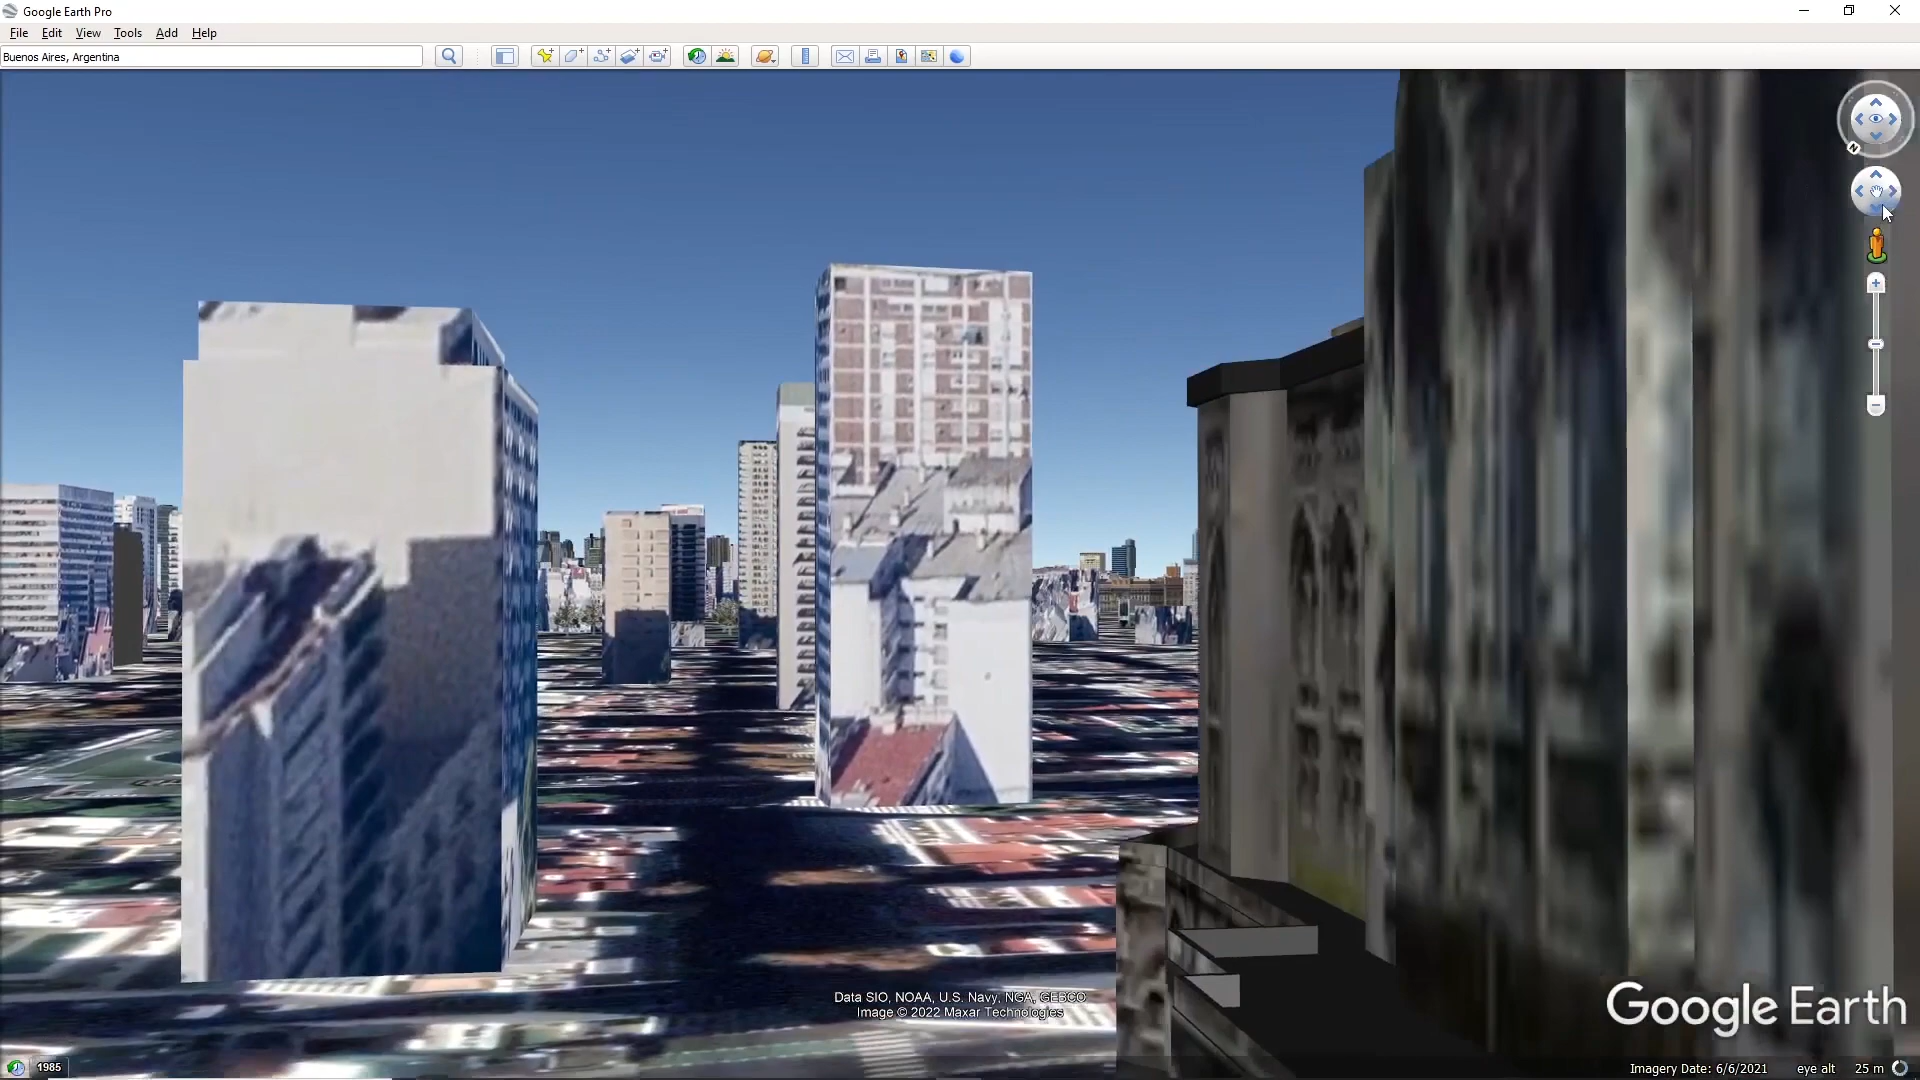 Google Earth Pro
File Edit View Tools Add Help
Buenos Aires, Argentina
N
Data SIO, NOAA, U.S. Navy, NGA, GEBCO
Image © 2022 Maxar Technologies
Google Earth
1985
Imagery Date: 6/6/2021 eye alt 25 m